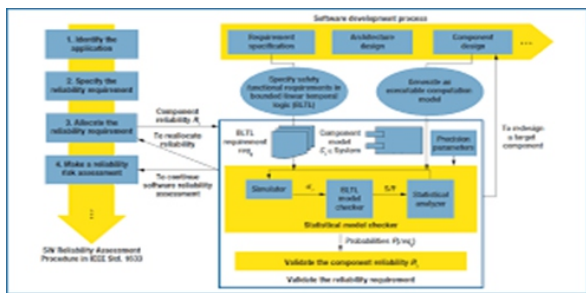 Software development process
1. Identify the
application
2. Specify the
reliability requirement
3. Allocate the
reliability requirement
4. Make a reliability
risk assessment
SW Reliability Assessment
Procedure in IEEE Std. 1633
Requirement
specification
Architecture
design
Component
design
Specify safety
functional requirements in
bounded linear temporal
logic (BLTL)
Generate an
executable computation
model
Component
reliability
To reallocate
reliability
To continue
software reliability
assessment
BLTL
requirement
Component
model
System
Precision
parameters
To redesign
a target
component
Simulator
BLTL
model
checker
Statistical
analyzer
Statistical model checker
Probabilities
Validate the component reliability
Validate the reliability requirement